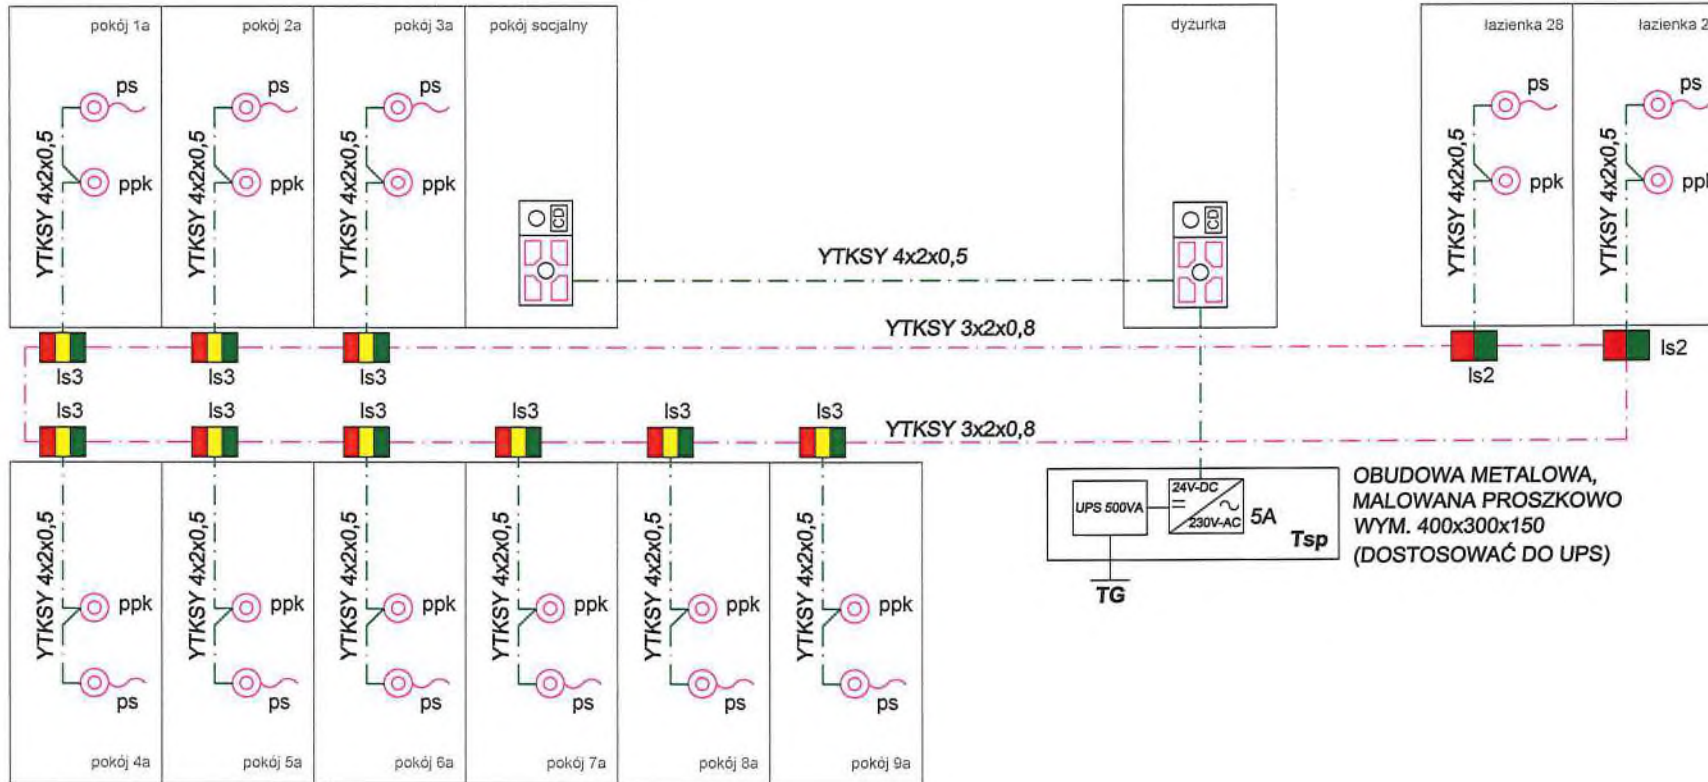 pokój 1a
pokój 2a
pokój 3a
pokój socjalny
dyżurka
łazienka 28
łazienka 2
ps
ps
ps
ps
ps
YTKSY 4x2x0,5
YTKSY 4x2x0,5
YTKSY 4x2x0,5
YTKSY 4x2x0,5
YTKSY 4x2x0,5
ppk
ppk
ppk
ppk
ppk
CD
CD
YTKSY 4x2x0,5
YTKSY 3x2x0,8
ls3
ls3
ls3
ls2
ls2
ls3
ls3
ls3
ls3
ls3
ls3
YTKSY 3x2x0,8
UPS 500VA
24V-DC
230V-AC
5A
Tsp
TG
OBUDOWA METALOWA,
MALOWANA PROSZKOWO
WYM. 400x300x150
(DOSTOSOWAĆ DO UPS)
YTKSY 4x2x0,5
YTKSY 4x2x0,5
YTKSY 4x2x0,5
YTKSY 4x2x0,5
YTKSY 4x2x0,5
YTKSY 4x2x0,5
ppk
ppk
ppk
ppk
ppk
ppk
ps
ps
ps
ps
ps
ps
pokój 4a
pokój 5a
pokój 6a
pokój 7a
pokój 8a
pokój 9a